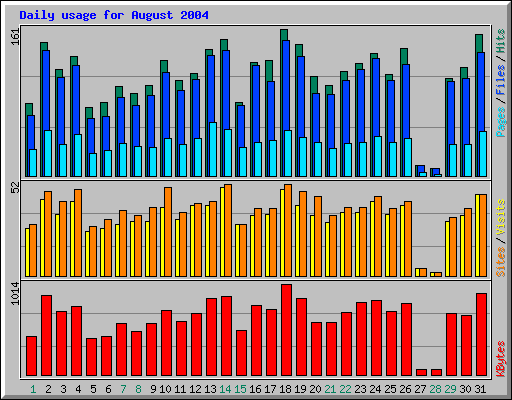 Daily usage for August 2004
161
Pages / Files / Hits
52
Sites / Visits
1014
KBytes
1 2 3 4 5 6 7 8 9 10 11 12 13 14 15 16 17 18 19 20 21 22 23 24 25 26 27 28 29 30 31